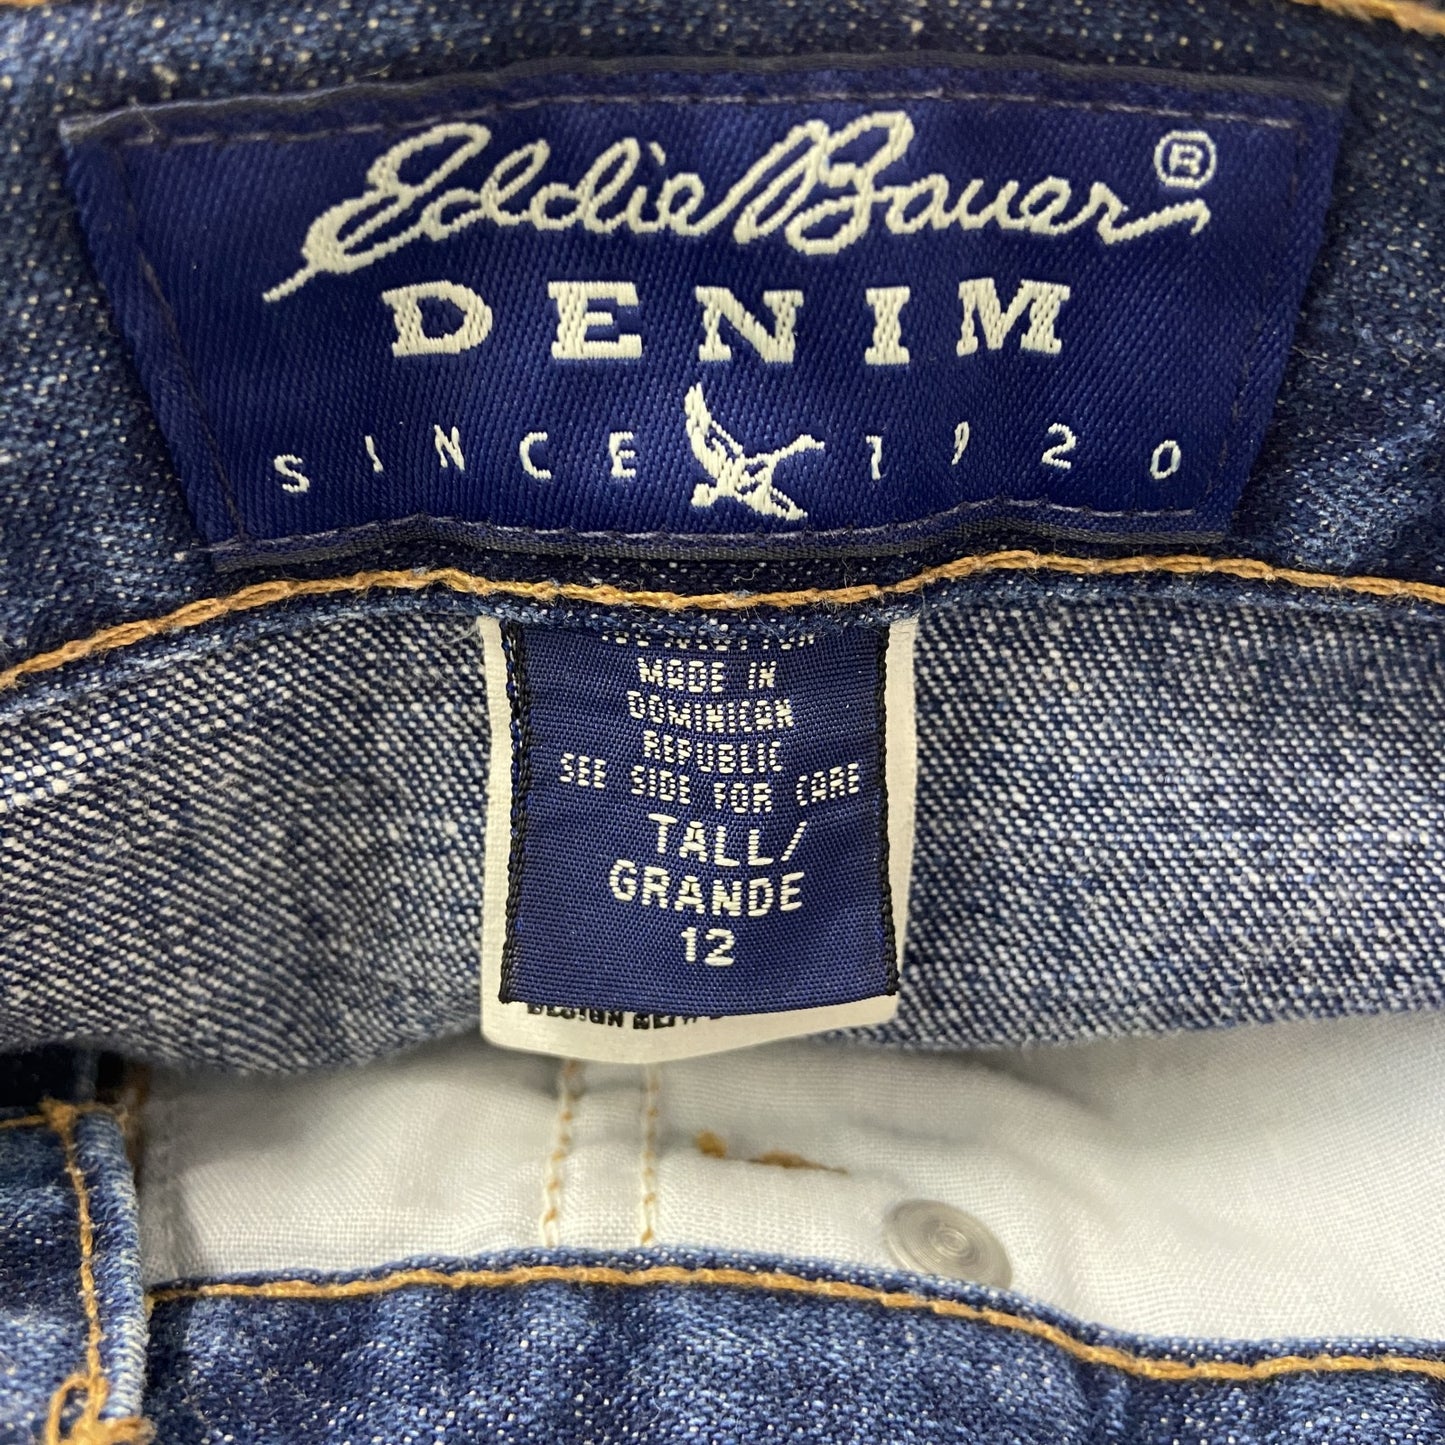 Eddie Bauer®
DENIM
SINCE 1920
MADE IN
DOMINICAN
REPUBLIC
SEE SIDE FOR CARE
TALL/
GRANDE
12